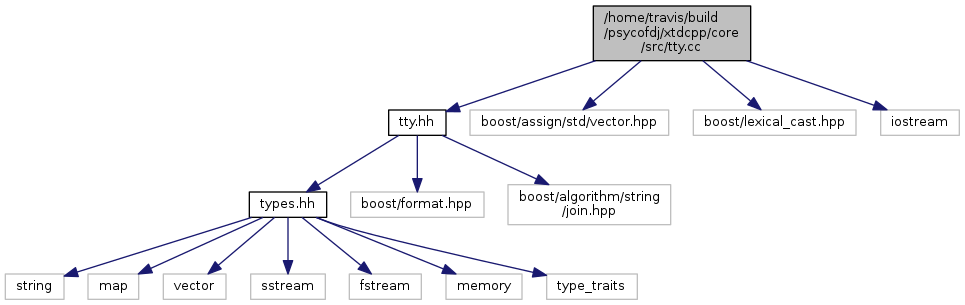 /home/travis/build
/psycofdj/xtdcpp/core
/src/tty.cc
tty.hh
boost/assign/std/vector.hpp
boost/lexical_cast.hpp
iostream
types.hh
boost/format.hpp
boost/algorithm/string
/join.hpp
string
map
vector
sstream
fstream
memory
type_traits